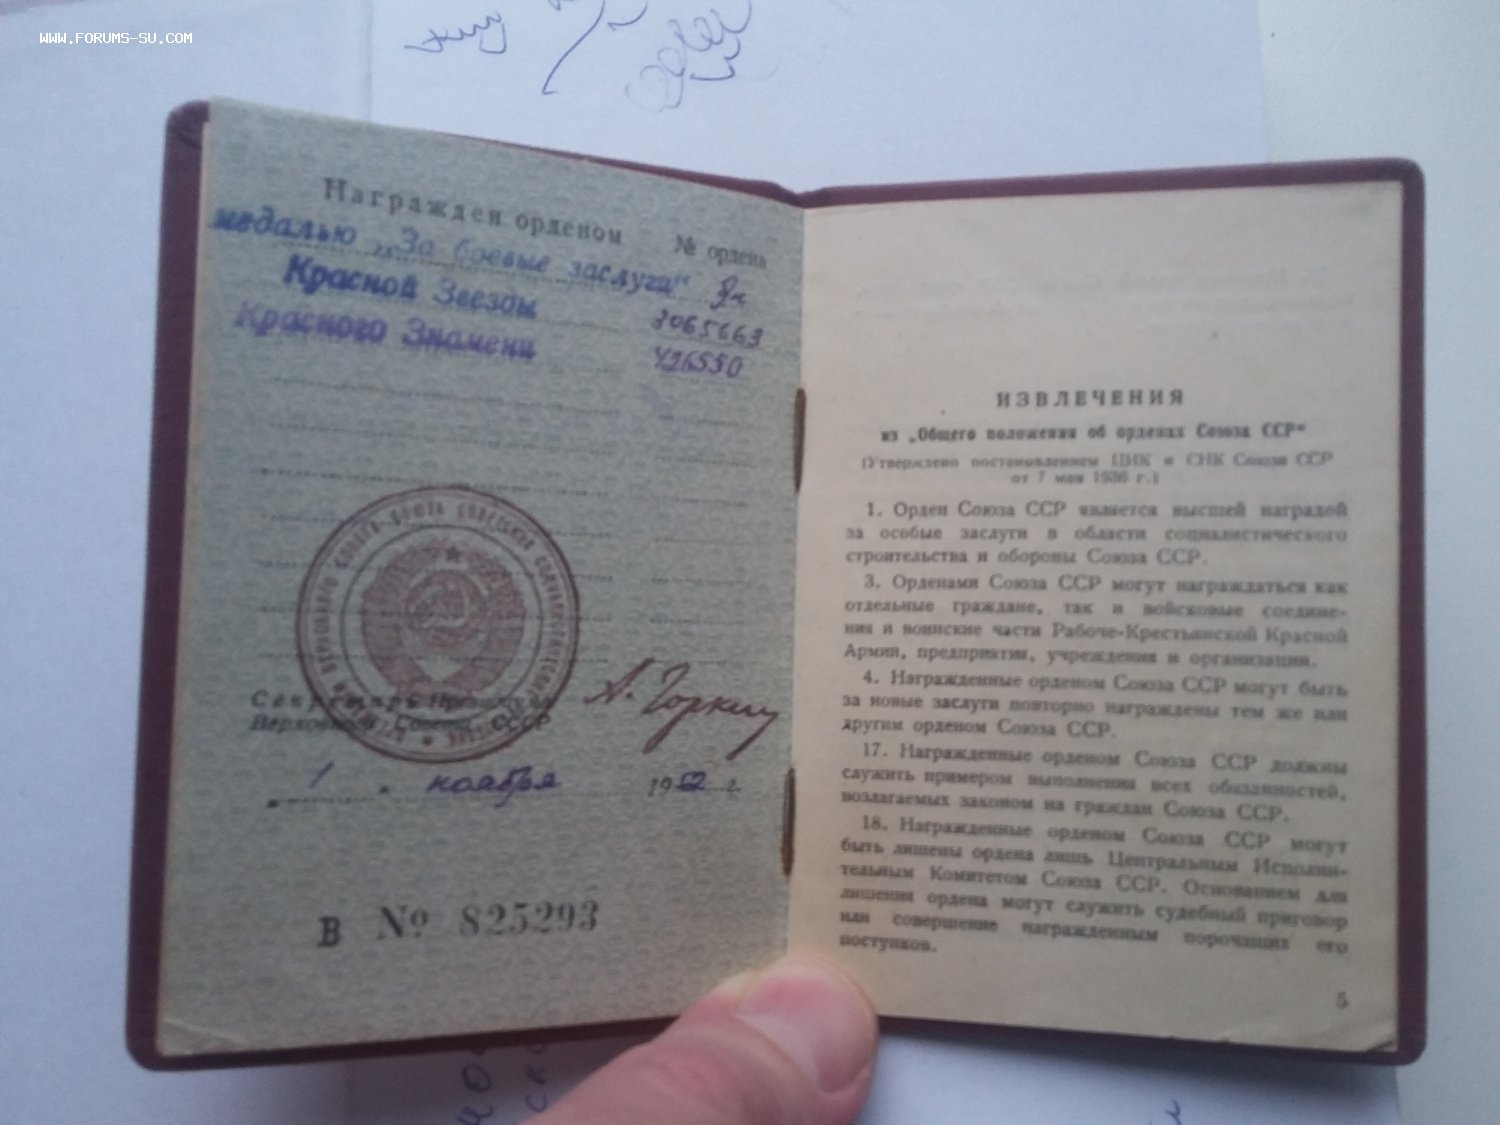 WWW.FORUMS-SU.COM
Награжден орденом № ордена
медалью „За боевые заслуги“
Красной Звезды 3065663
Красного Знамени 426550
Секретарь Президиума
Верховного Совета СССР
А. Горкин
„ 1 “ ноября 1952 г.
В № 825293
ИЗВЛЕЧЕНИЯ
из „Общего положения об орденах Союза ССР“
(Утверждено постановлением ЦИК и СНК Союза ССР
от 7 мая 1936 г.)
1. Орден Союза ССР является высшей наградой
за особые заслуги в области социалистического
строительства и обороны Союза ССР.
3. Орденами Союза ССР могут награждаться как
отдельные граждане, так и войсковые соедине-
ния и воинские части Рабоче-Крестьянской Красной
Армии, предприятия, учреждения и организации.
4. Награжденные орденом Союза ССР могут быть
за новые заслуги повторно награждены тем же или
другим орденом Союза ССР.
17. Награжденные орденом Союза ССР должны
служить примером выполнения всех обязанностей,
возлагаемых законом на граждан Союза ССР.
18. Награжденные орденом Союза ССР могут
быть лишены ордена лишь Центральным Исполни-
тельным Комитетом Союза ССР. Основанием для
лишения ордена могут служить судебный приговор
или совершение награжденным порочащих его
поступков.
5